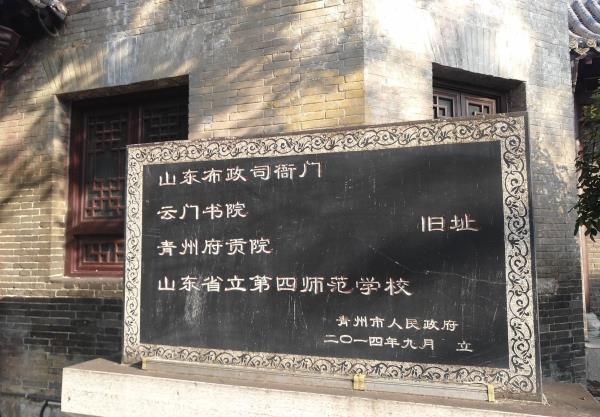 山东布政司衙门
云门书院
旧址
青州府贡院
山东省立第四师范学校
青州市人民政府
二〇一四年九月 立